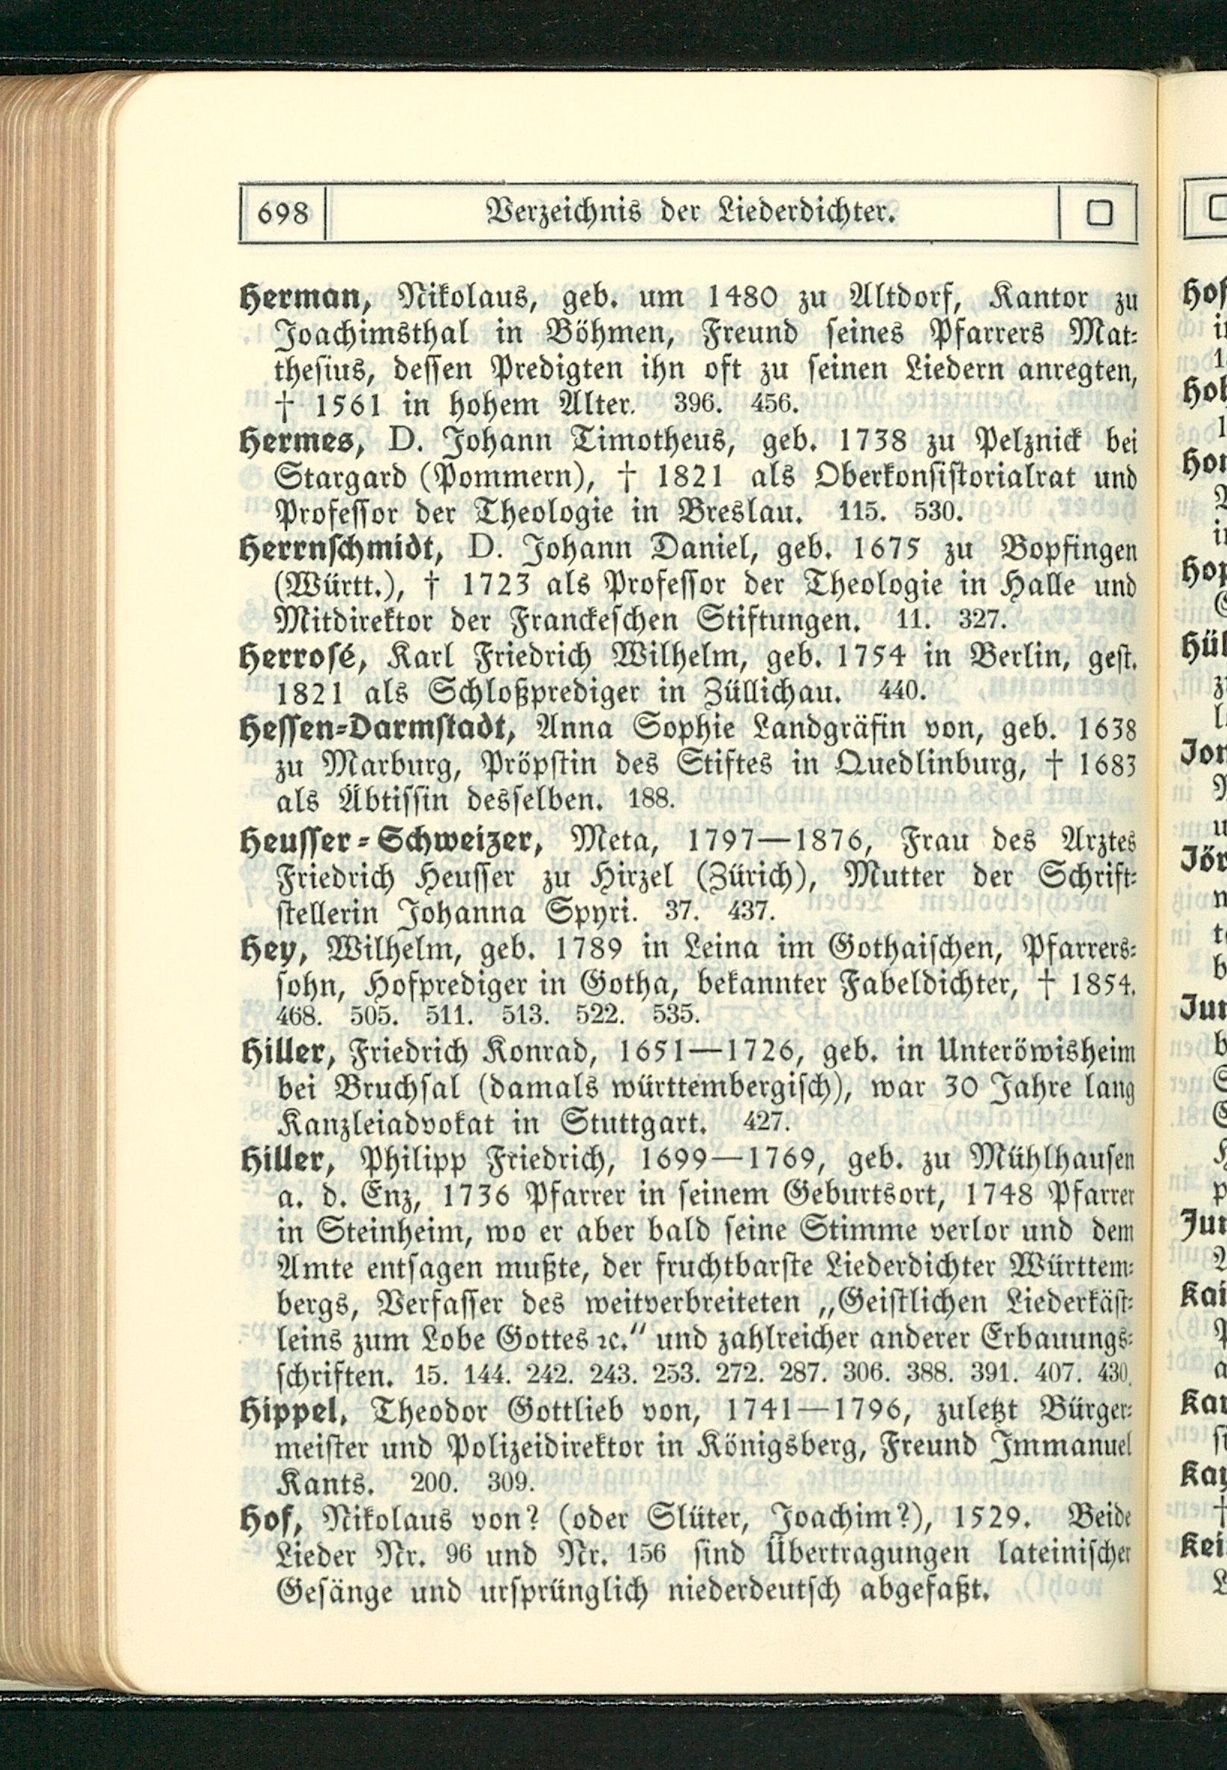 698 Verzeichnis der Liederdichter.
Herman, Nikolaus, geb. um 1480 zu Altdorf, Kantor zu
Joachimsthal in Böhmen, Freund seines Pfarrers Mat-
thesius, dessen Predigten ihn oft zu seinen Liedern anregten,
† 1561 in hohem Alter. 396. 456.
Hermes, D. Johann Timotheus, geb. 1738 zu Pelznick bei
Stargard (Pommern), † 1821 als Oberkonsistorialrat und
Professor der Theologie in Breslau. 115. 530.
Herrnschmidt, D. Johann Daniel, geb. 1675 zu Bopfingen
(Württ.), † 1723 als Professor der Theologie in Halle und
Mitdirektor der Franckeschen Stiftungen. 11. 327.
Herrosé, Karl Friedrich Wilhelm, geb. 1754 in Berlin, gest.
1821 als Schloßprediger in Züllichau. 440.
Hessen-Darmstadt, Anna Sophie Landgräfin von, geb. 1638
zu Marburg, Pröpstin des Stiftes in Quedlinburg, † 1683
als Äbtissin desselben. 188.
Heusser-Schweizer, Meta, 1797—1876, Frau des Arztes
Friedrich Heusser zu Hirzel (Zürich), Mutter der Schrift-
stellerin Johanna Spyri. 37. 437.
Hey, Wilhelm, geb. 1789 in Leina im Gothaischen, Pfarrers-
sohn, Hofprediger in Gotha, bekannter Fabeldichter, † 1854.
468. 505. 511. 513. 522. 535.
Hiller, Friedrich Konrad, 1651—1726, geb. in Unteröwisheim
bei Bruchsal (damals württembergisch), war 30 Jahre lang
Kanzleiadvokat in Stuttgart. 427.
Hiller, Philipp Friedrich, 1699—1769, geb. zu Mühlhausen
a. d. Enz, 1736 Pfarrer in seinem Geburtsort, 1748 Pfarrer
in Steinheim, wo er aber bald seine Stimme verlor und dem
Amte entsagen mußte, der fruchtbarste Liederdichter Württem-
bergs, Verfasser des weitverbreiteten „Geistlichen Liederkäst-
leins zum Lobe Gottes ꝛc.“ und zahlreicher anderer Erbauungs-
schriften. 15. 144. 242. 243. 253. 272. 287. 306. 388. 391. 407. 430.
Hippel, Theodor Gottlieb von, 1741—1796, zuletzt Bürger-
meister und Polizeidirektor in Königsberg, Freund Immanuel
Kants. 200. 309.
Hof, Nikolaus von? (oder Slüter, Joachim?), 1529. Beide
Lieder Nr. 96 und Nr. 156 sind Übertragungen lateinischer
Gesänge und ursprünglich niederdeutsch abgefaßt.